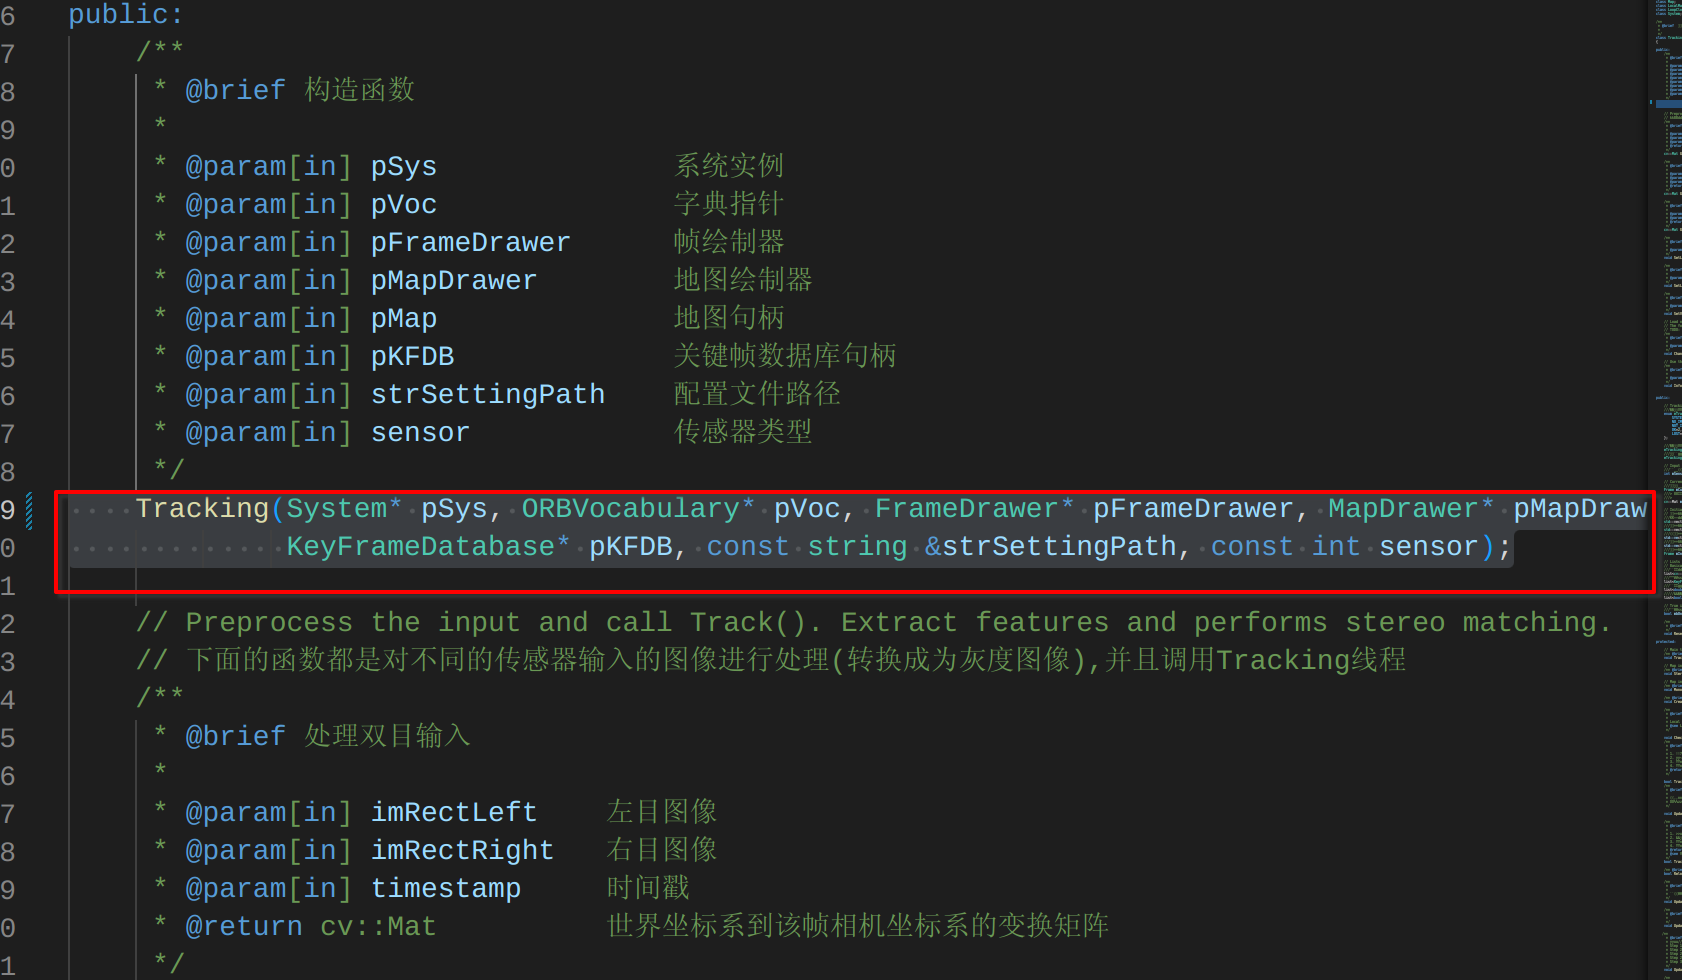 6 public:
7 /**
8 * @brief 构造函数
9 *
0 * @param[in] pSys 系统实例
1 * @param[in] pVoc 字典指针
2 * @param[in] pFrameDrawer 帧绘制器
3 * @param[in] pMapDrawer 地图绘制器
4 * @param[in] pMap 地图句柄
5 * @param[in] pKFDB 关键帧数据库句柄
6 * @param[in] strSettingPath 配置文件路径
7 * @param[in] sensor 传感器类型
8 */
9 Tracking(System* pSys, ORBVocabulary* pVoc, FrameDrawer* pFrameDrawer, MapDrawer* pMapDraw
0 KeyFrameDatabase* pKFDB, const string &strSettingPath, const int sensor);
1
2 // Preprocess the input and call Track(). Extract features and performs stereo matching.
3 // 下面的函数都是对不同的传感器输入的图像进行处理(转换成为灰度图像),并且调用Tracking线程
4 /**
5 * @brief 处理双目输入
6 *
7 * @param[in] imRectLeft 左目图像
8 * @param[in] imRectRight 右目图像
9 * @param[in] timestamp 时间戳
0 * @return cv::Mat 世界坐标系到该帧相机坐标系的变换矩阵
1 */